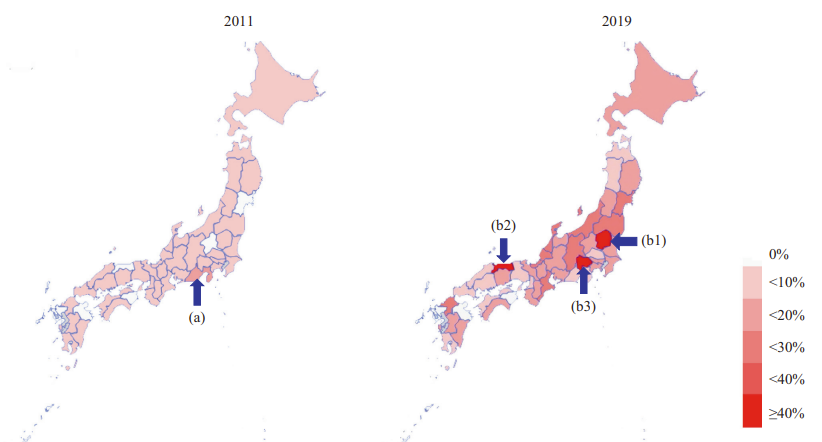 2011
2019
(a)
(b2)
(b1)
(b3)
0%
<10%
<20%
<30%
<40%
≥40%